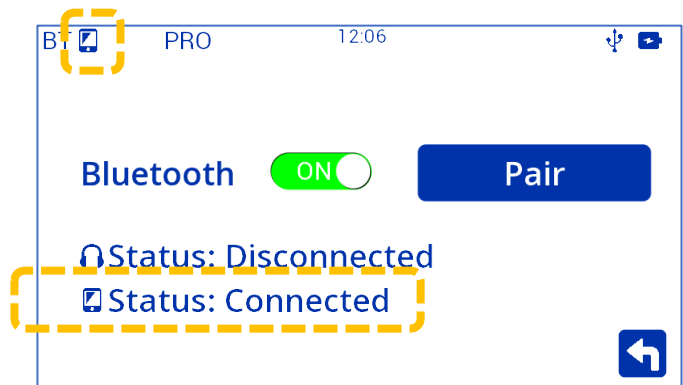 BT PRO 12:06
Bluetooth ON Pair
Status: Disconnected
Status: Connected